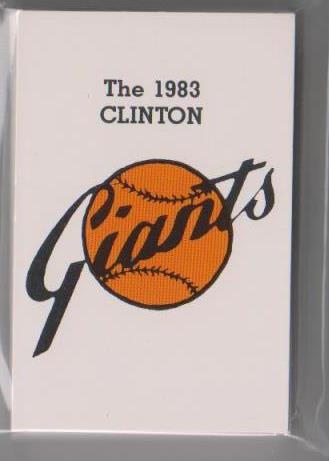 The 1983
CLINTON
Giants